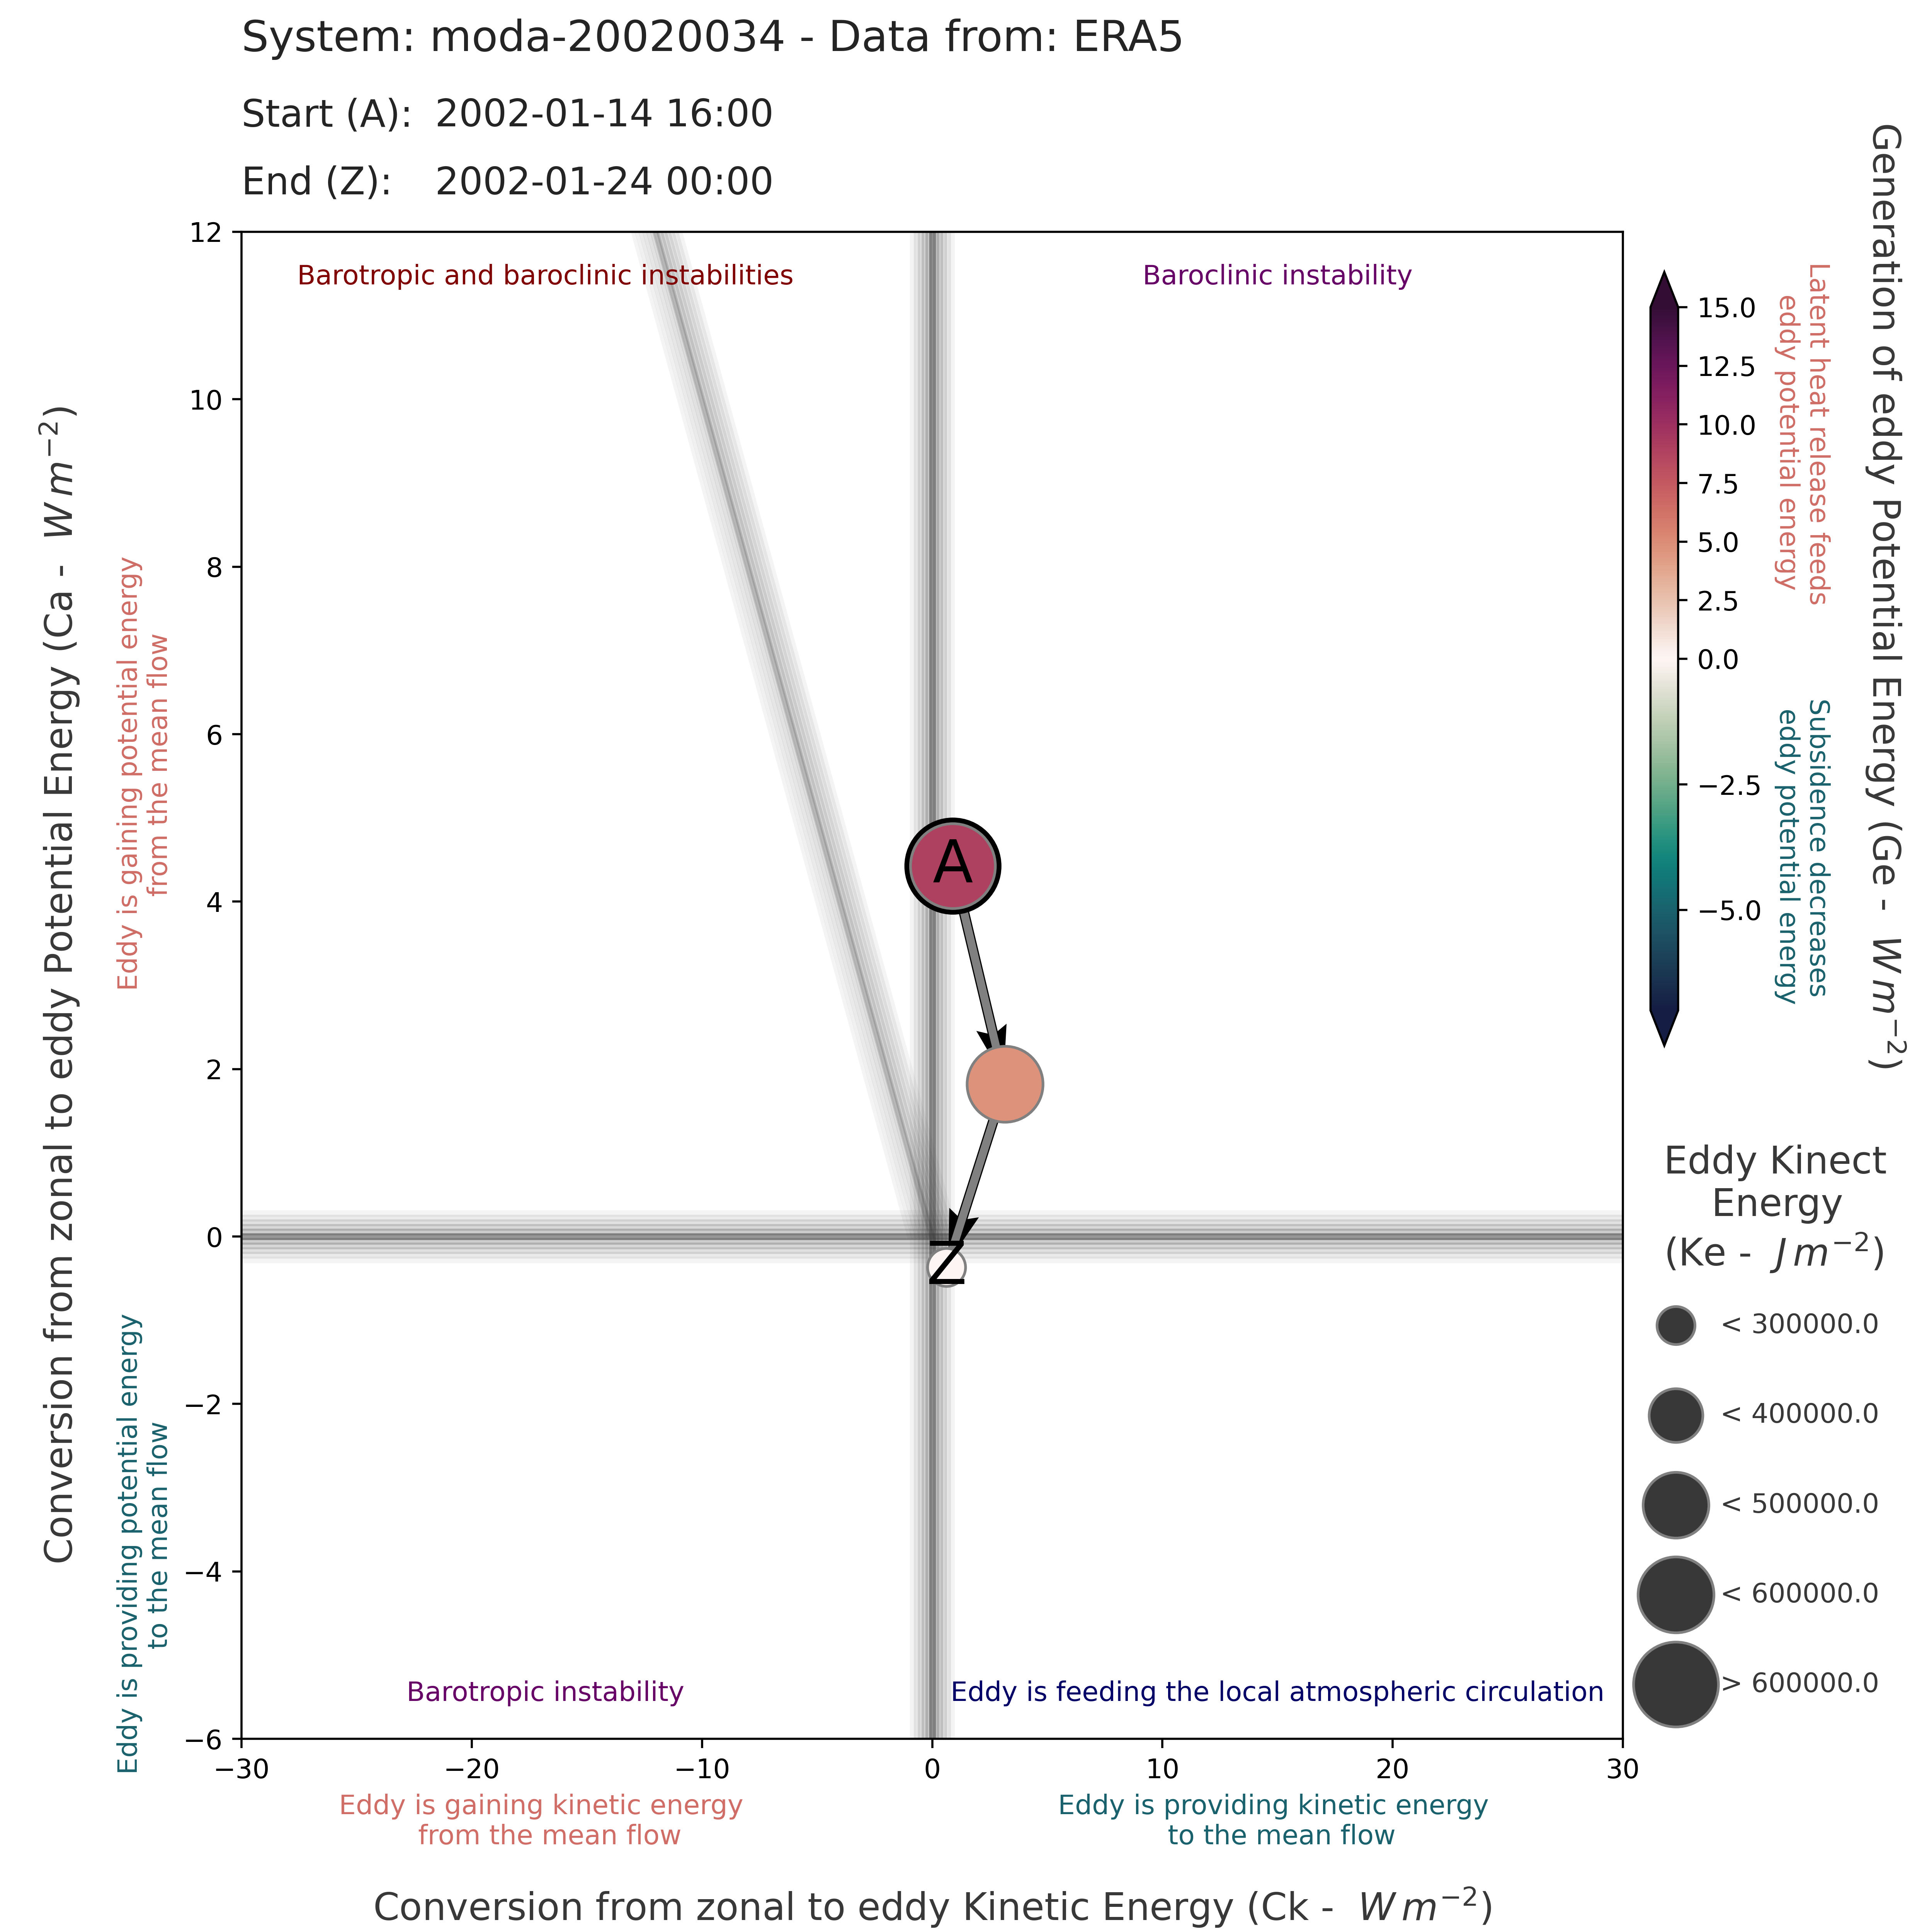 System: moda-20020034 - Data from: ERA5
Start (A): 2002-01-14 16:00
End (Z): 2002-01-24 00:00
Barotropic and baroclinic instabilities
Baroclinic instability
A
Z
Barotropic instability
Eddy is feeding the local atmospheric circulation
12
10
8
6
4
2
0
−2
−4
−6
−30
−20
−10
0
10
20
30
Conversion from zonal to eddy Potential Energy (Ca - W m⁻²)
Eddy is gaining potential energy
from the mean flow
Eddy is providing potential energy
to the mean flow
Eddy is gaining kinetic energy
from the mean flow
Eddy is providing kinetic energy
to the mean flow
Conversion from zonal to eddy Kinetic Energy (Ck - W m⁻²)
15.0
12.5
10.0
7.5
5.0
2.5
0.0
−2.5
−5.0
Latent heat release feeds
eddy potential energy
Subsidence decreases
eddy potential energy
Generation of eddy Potential Energy (Ge - W m⁻²)
Eddy Kinect
Energy
(Ke - J m⁻²)
< 300000.0
< 400000.0
< 500000.0
< 600000.0
> 600000.0